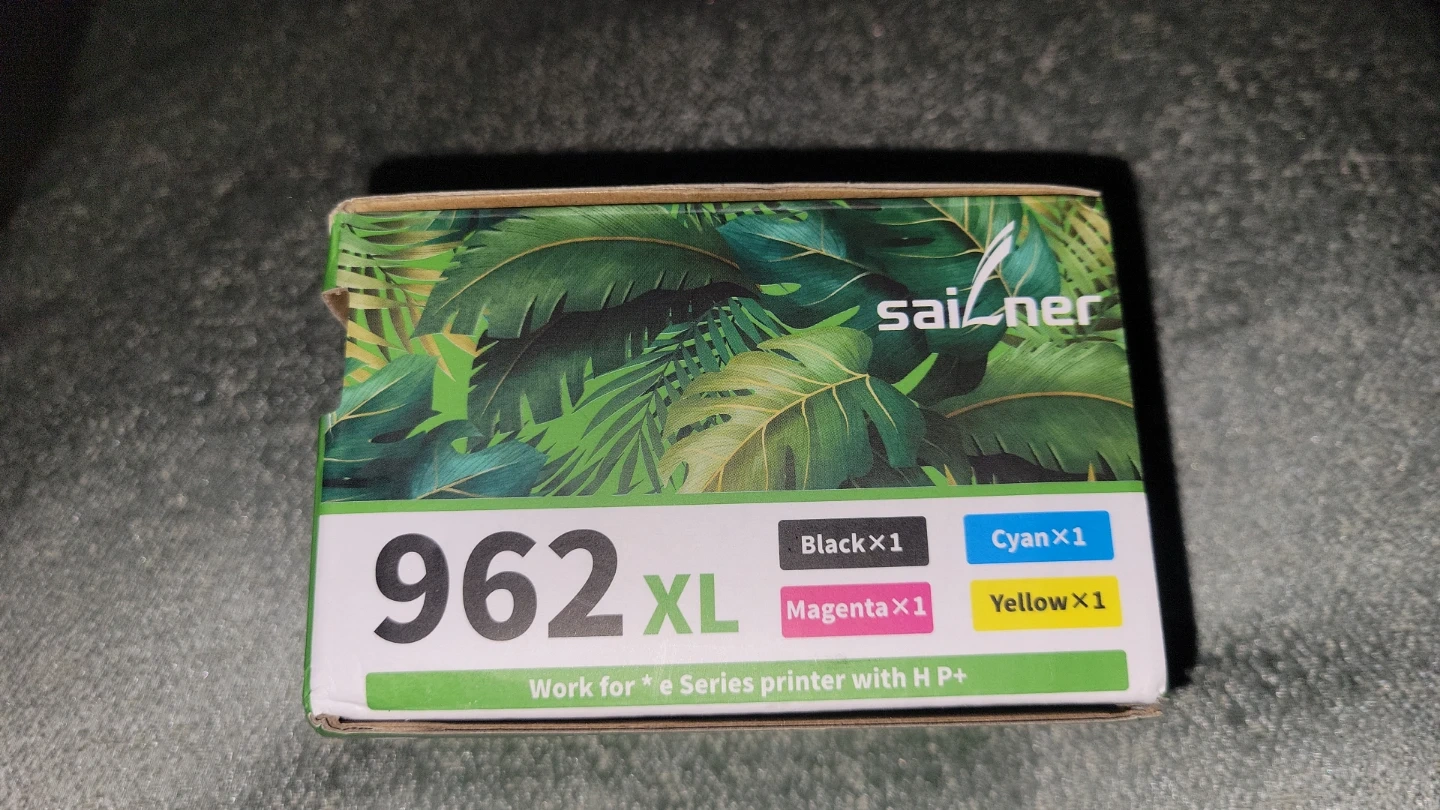 saiLner
962 XL
Black×1
Cyan×1
Magenta×1
Yellow×1
Work for * e Series printer with H P+